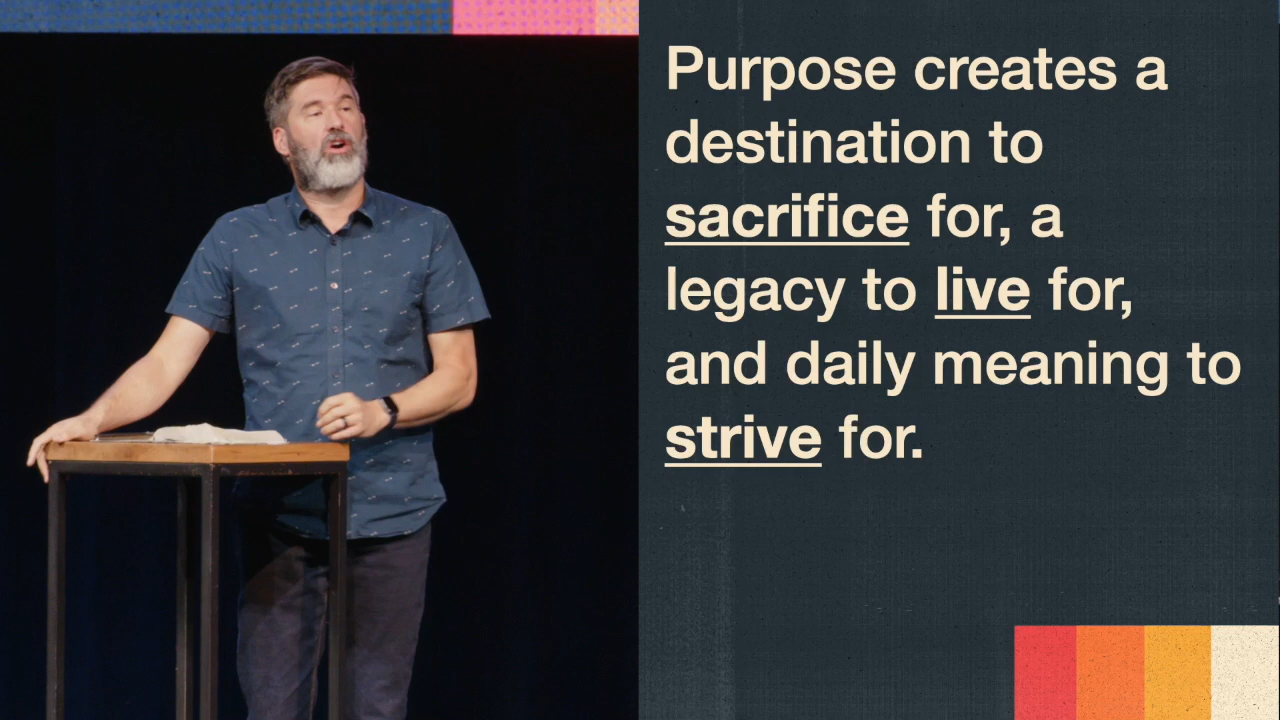 Purpose creates a
destination to
sacrifice for, a
legacy to live for,
and daily meaning to
strive for.